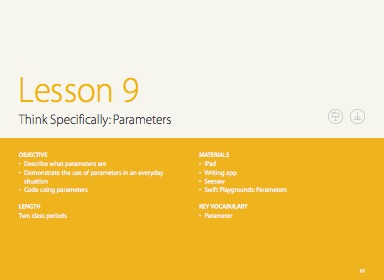 Lesson 9
Think Specifically: Parameters
OBJECTIVE
• Describe what parameters are
• Demonstrate the use of parameters in an everyday
situation
• Code using parameters
LENGTH
Two class periods
MATERIALS
• iPad
• Writing app
• Seesaw
• Swift Playgrounds: Parameters
KEY VOCABULARY
• Parameter